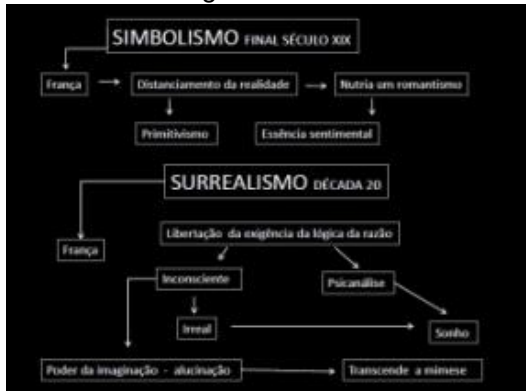 SIMBOLISMO FINAL SÉCULO XIX
França
Distanciamento da realidade
Nutria um romantismo
Primitivismo
Essência sentimental
SURREALISMO DÉCADA 20
Libertação da exigência da lógica da razão
França
Inconsciente
Psicanálise
Irreal
Sonho
Poder da imaginação - alucinação
Transcende a mimese